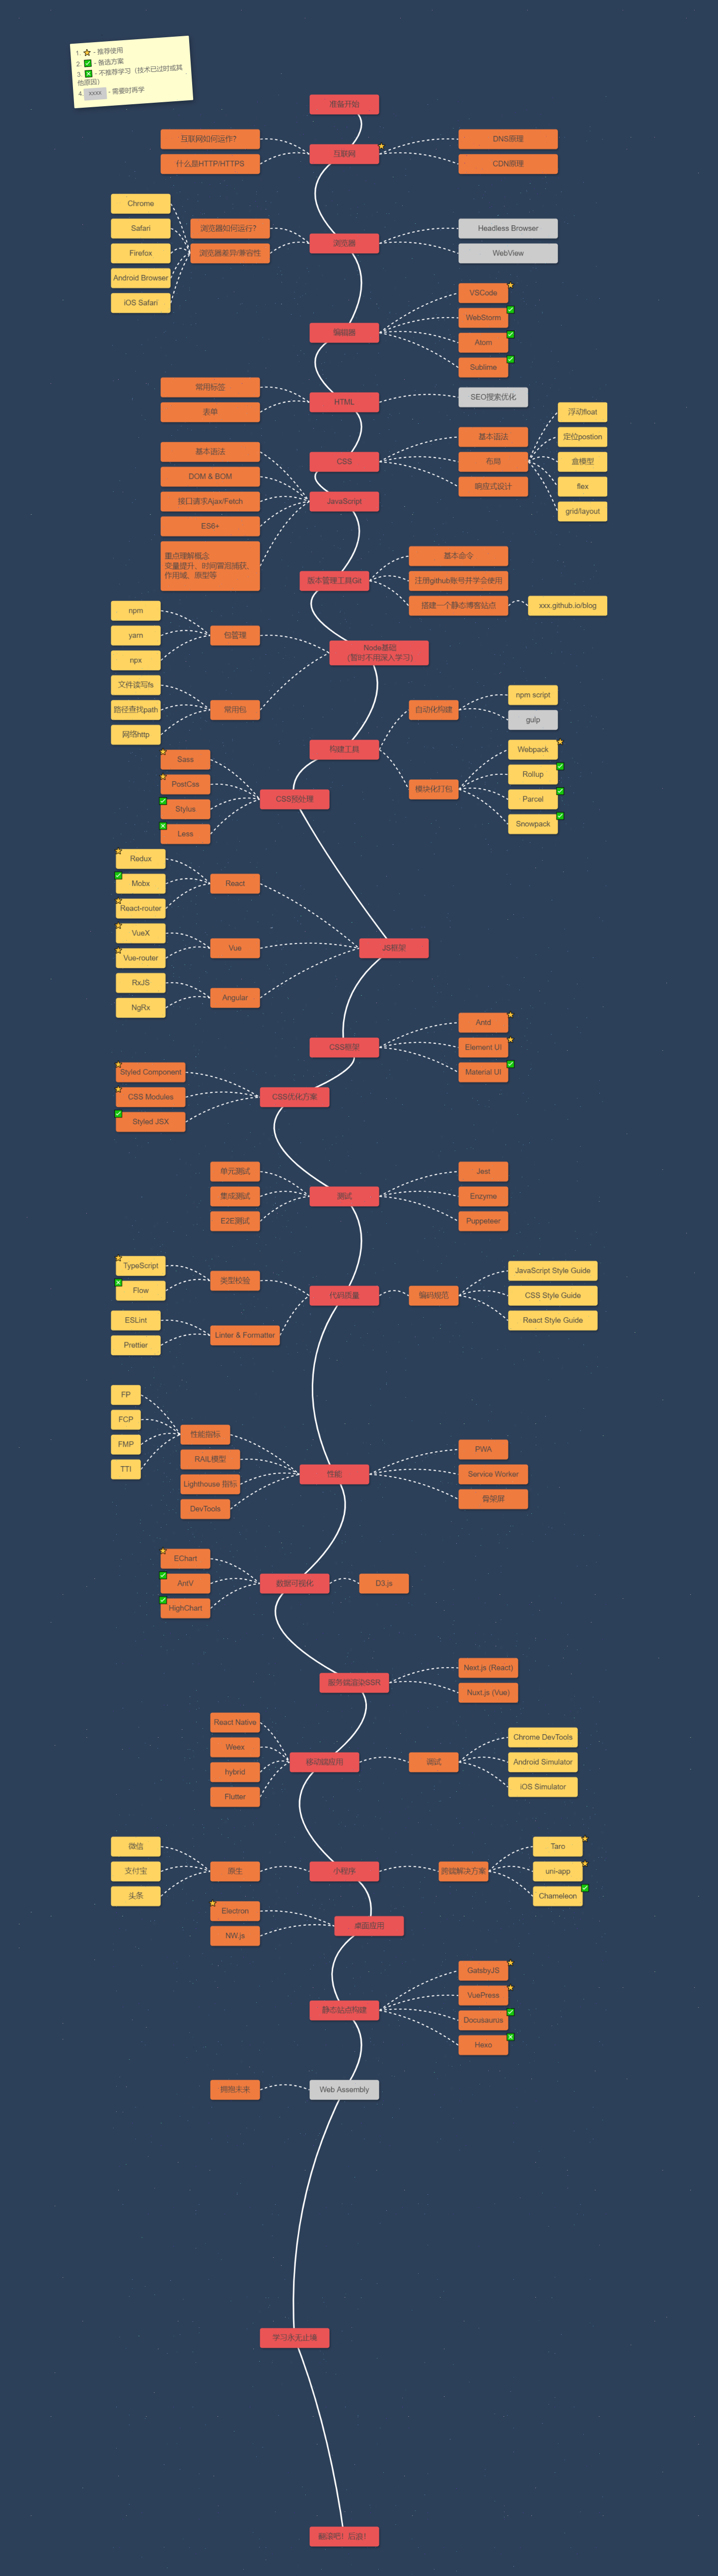 1. - 推荐使用
2. - 备选方案
3. - 不推荐学习（技术已过时或其
他原因）
4. xxxx - 需要时再学
准备开始
互联网如何运作?
什么是HTTP/HTTPS
互联网
DNS原理
CDN原理
Chrome
Safari
Firefox
Android Browser
iOS Safari
浏览器如何运行?
浏览器差异/兼容性
浏览器
Headless Browser
WebView
编辑器
VSCode
WebStorm
Atom
Sublime
常用标签
表单
HTML
SEO搜索优化
CSS
基本语法
布局
响应式设计
浮动float
定位postion
盒模型
flex
grid/layout
基本语法
DOM & BOM
接口请求Ajax/Fetch
ES6+
重点理解概念
变量提升、时间冒泡捕获、
作用域、原型等
JavaScript
版本管理工具Git
基本命令
注册github账号并学会使用
搭建一个静态博客站点
xxx.github.io/blog
npm
yarn
npx
包管理
文件读写fs
路径查找path
网络http
常用包
Node基础
(暂时不用深入学习)
构建工具
自动化构建
npm script
gulp
模块化打包
Webpack
Rollup
Parcel
Snowpack
Sass
PostCss
Stylus
Less
CSS预处理
Redux
Mobx
React-router
React
VueX
Vue-router
Vue
RxJS
NgRx
Angular
JS框架
CSS框架
Antd
Element UI
Material UI
Styled Component
CSS Modules
Styled JSX
CSS优化方案
单元测试
集成测试
E2E测试
测试
Jest
Enzyme
Puppeteer
TypeScript
Flow
类型校验
ESLint
Prettier
Linter & Formatter
代码质量
编码规范
JavaScript Style Guide
CSS Style Guide
React Style Guide
FP
FCP
FMP
TTI
性能指标
RAIL模型
Lighthouse 指标
DevTools
性能
PWA
Service Worker
骨架屏
EChart
AntV
HighChart
数据可视化
D3.js
服务端渲染SSR
Next.js (React)
Nuxt.js (Vue)
React Native
Weex
hybrid
Flutter
移动端应用
调试
Chrome DevTools
Android Simulator
iOS Simulator
微信
支付宝
头条
原生
小程序
跨端解决方案
Taro
uni-app
Chameleon
Electron
NW.js
桌面应用
静态站点构建
GatsbyJS
VuePress
Docusaurus
Hexo
拥抱未来
Web Assembly
学习永无止境
翻滚吧！后浪！